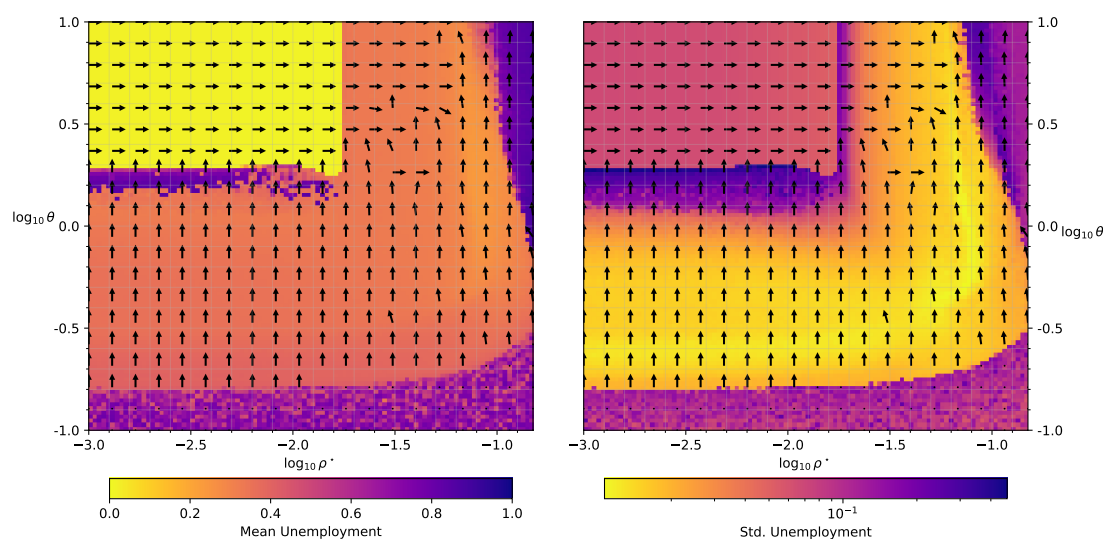 1.0
0.5
log₁₀ θ
0.0
-0.5
-1.0
−3.0 −2.5 −2.0 −1.5 −1.0
log₁₀ ρ*
0.0 0.2 0.4 0.6 0.8 1.0
Mean Unemployment
1.0
0.5
0.0 log₁₀ θ
-0.5
-1.0
−3.0 −2.5 −2.0 −1.5 −1.0
log₁₀ ρ*
10⁻¹
Std. Unemployment